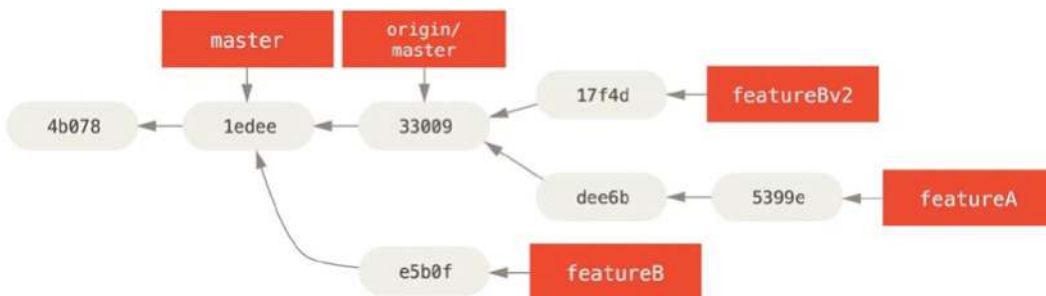 master
origin/
master
17f4d
featureBv2
4b078
1edee
33009
dee6b
5399e
featureA
e5b0f
featureB